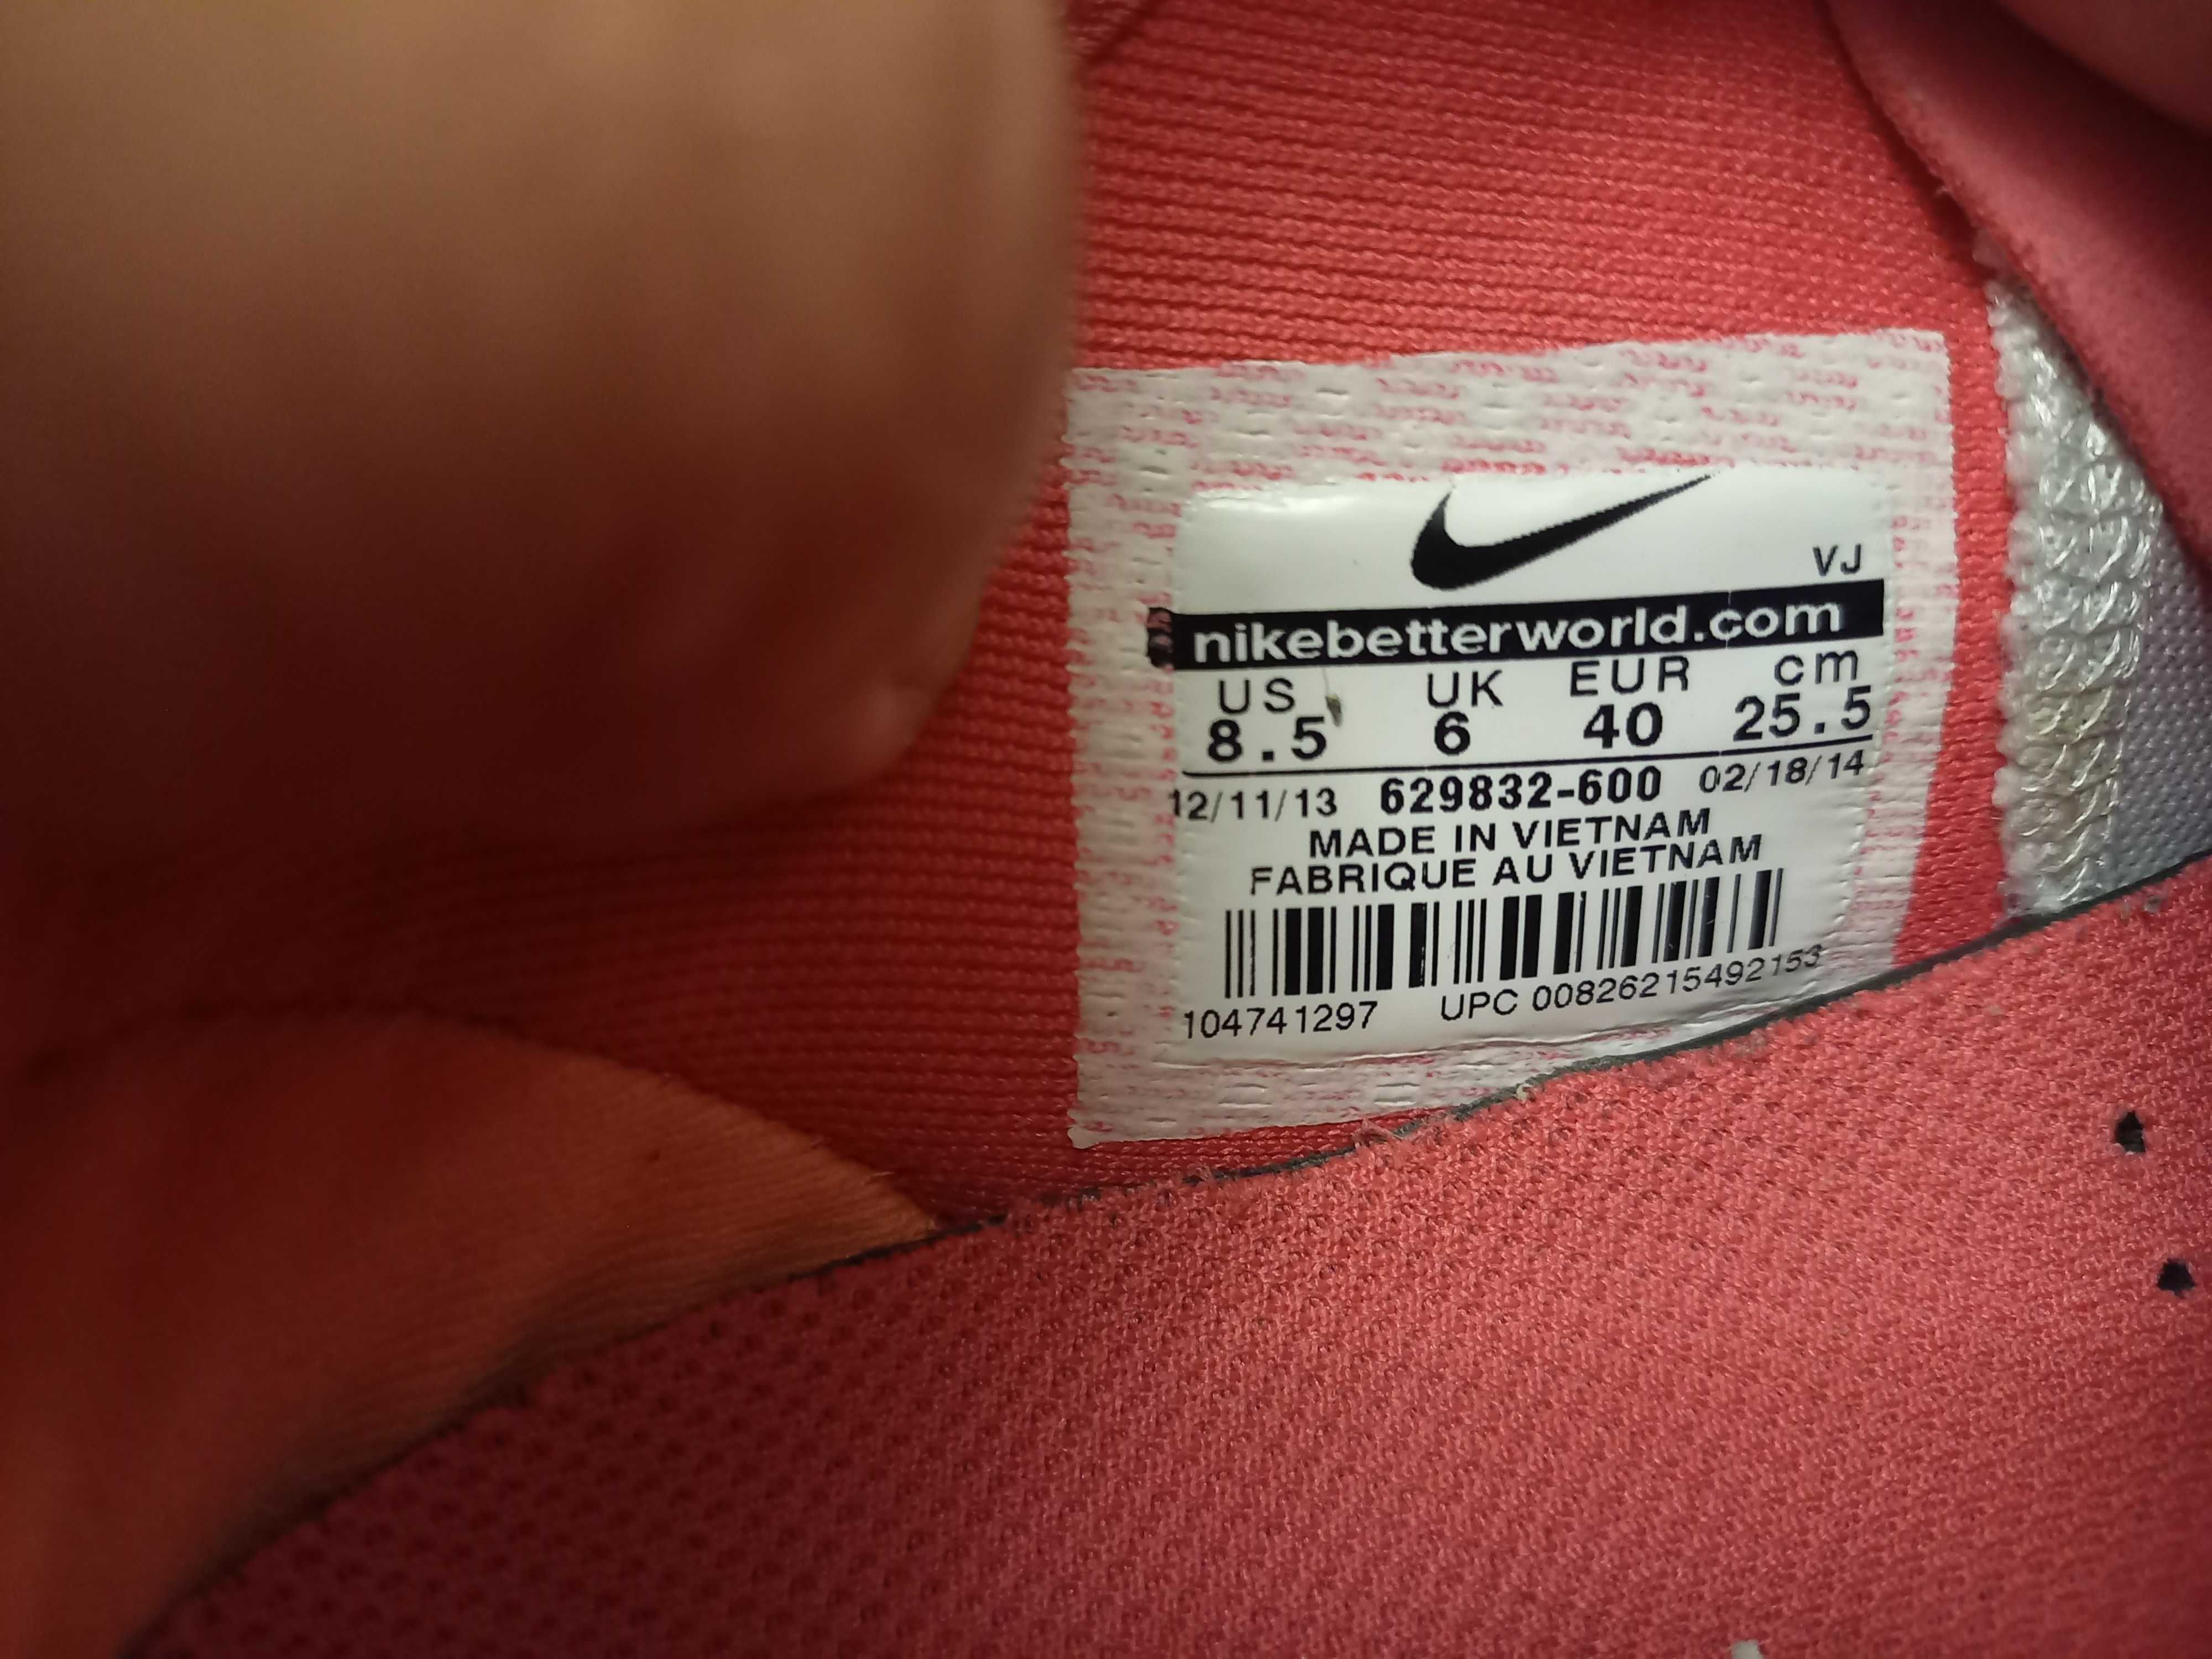 VJ
nikebetterworld.com
US UK EUR cm
8.5 6 40 25.5
12/11/13 629832-600 02/18/14
MADE IN VIETNAM
FABRIQUE AU VIETNAM
104741297 UPC 00826215492153